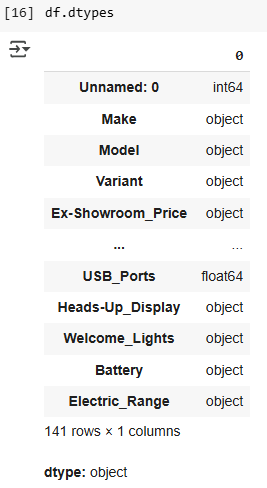 [16] df.dtypes
0
Unnamed: 0 int64
Make object
Model object
Variant object
Ex-Showroom_Price object
... ...
USB_Ports float64
Heads-Up_Display object
Welcome_Lights object
Battery object
Electric_Range object
141 rows × 1 columns
dtype: object